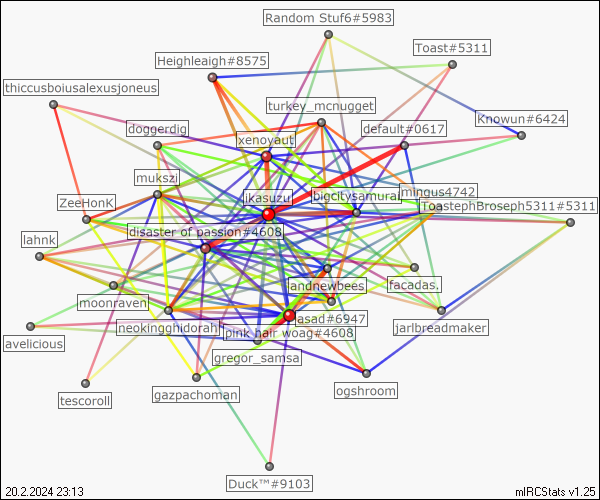 Random Stuf6#5983
Toast#5311
Heighleaigh#8575
thiccusboiusalexusjoneus
turkey_mcnugget
Knowun#6424
doggerdig
default#0617
xenoyaut
mukszi
mingus4742
jkasuzu
bigcitysamurai
ToastephBroseph5311#5311
ZeeHonK
disaster of passion#4608
lahnk
andnewbees
facadas.
moonraven
asad#6947
neokingghidorah
pink hair woag#4608
jarlbreadmaker
avelicious
gregor_samsa
tescoroll
gazpachoman
ogshroom
Duck™#9103
20.2.2024 23:13
mIRCStats v1.25